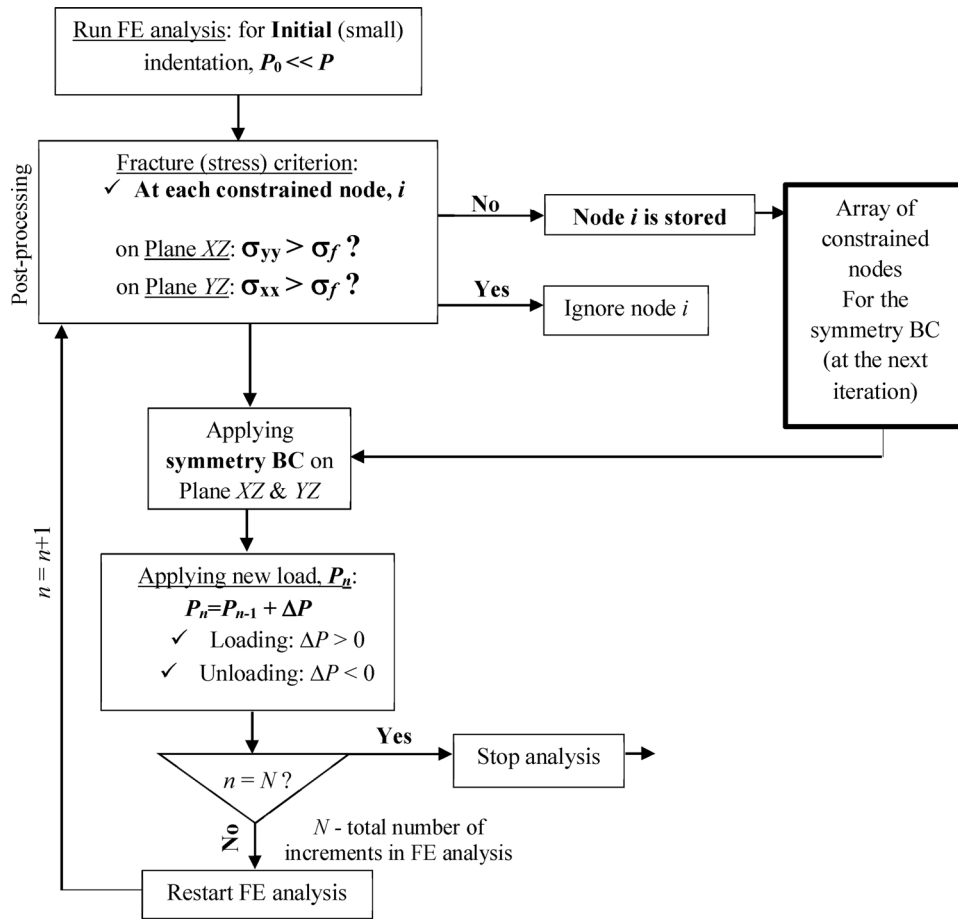 Run FE analysis: for Initial (small)
indentation, P₀ << P
Post-processing
Fracture (stress) criterion:
✓ At each constrained node, i
on Plane XZ: σyy > σf ?
on Plane YZ: σxx > σf ?
No
Node i is stored
Yes
Ignore node i
Array of
constrained
nodes
For the
symmetry BC
(at the next
iteration)
Applying
symmetry BC on
Plane XZ & YZ
n = n+1
Applying new load, Pn:
Pn=Pn-1 + ΔP
✓ Loading: ΔP > 0
✓ Unloading: ΔP < 0
n = N ?
Yes
Stop analysis
No
N - total number of
increments in FE analysis
Restart FE analysis